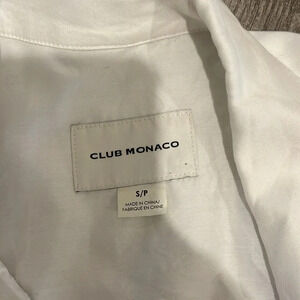 CLUB MONACO
S/P
MADE IN CHINA/
FABRIQUÉ EN CHINE